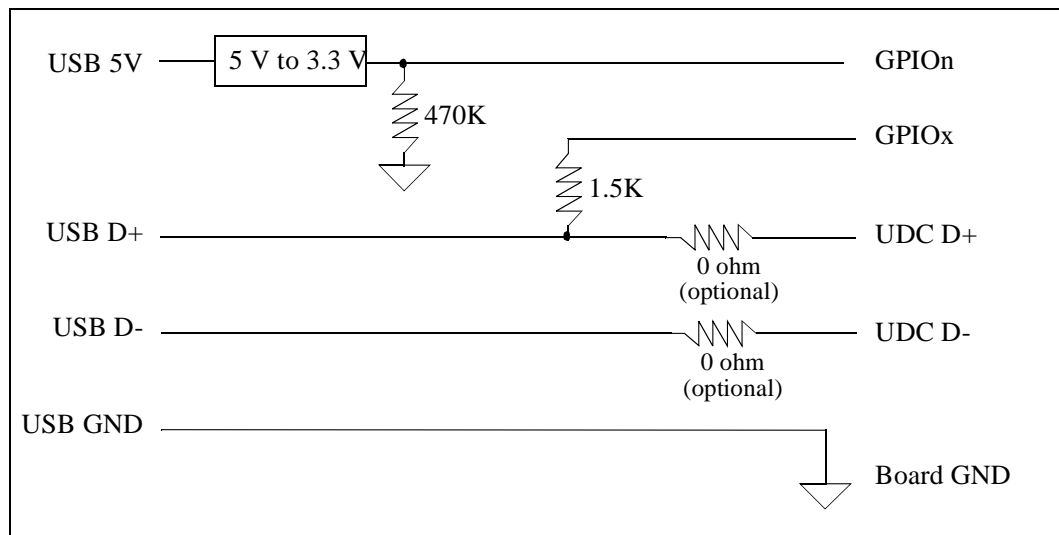 USB 5V
5 V to 3.3 V
GPIOn
470K
GPIOx
1.5K
USB D+
UDC D+
0 ohm
(optional)
USB D-
UDC D-
0 ohm
(optional)
USB GND
Board GND